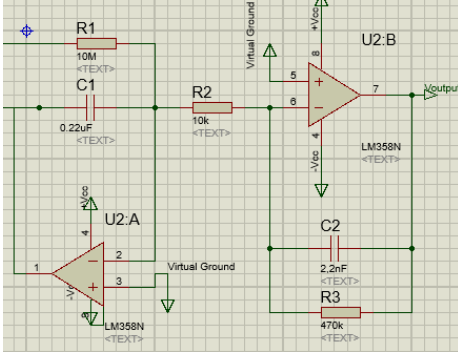 R1
10M
<TEXT>
C1
0.22uF
<TEXT>
R2
10k
<TEXT>
Virtual Ground
+Vcc
8
U2:B
5
6
7
Voutput
4
-Vcc
LM358N
<TEXT>
+Vcc
4
U2:A
1
2
3
-Vc
8
Virtual Ground
LM358N
<TEXT>
C2
2,2nF
<TEXT>
R3
470k
<TEXT>